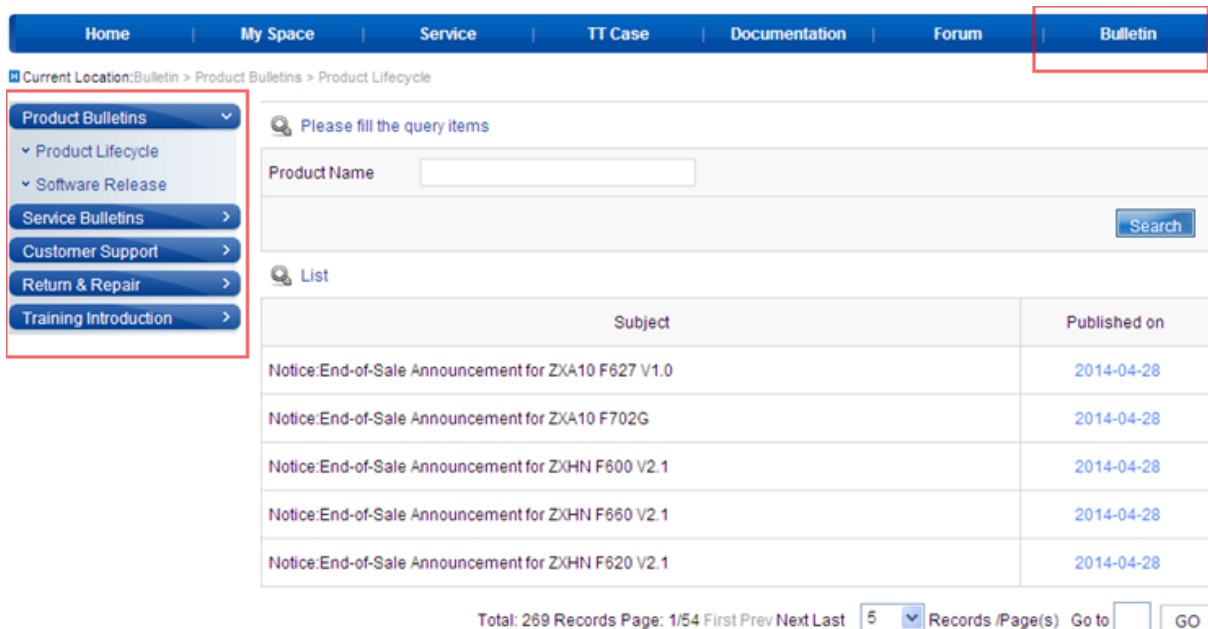 Home | My Space | Service | TT Case | Documentation | Forum | Bulletin
Current Location:Bulletin > Product Bulletins > Product Lifecycle
Product Bulletins
Product Lifecycle
Software Release
Service Bulletins
Customer Support
Return & Repair
Training Introduction
Please fill the query items
Product Name
Search
List
Subject Published on
Notice:End-of-Sale Announcement for ZXA10 F627 V1.0 2014-04-28
Notice:End-of-Sale Announcement for ZXA10 F702G 2014-04-28
Notice:End-of-Sale Announcement for ZXHN F600 V2.1 2014-04-28
Notice:End-of-Sale Announcement for ZXHN F660 V2.1 2014-04-28
Notice:End-of-Sale Announcement for ZXHN F620 V2.1 2014-04-28
Total: 269 Records Page: 1/54 First Prev Next Last 5 Records /Page(s) Go to GO